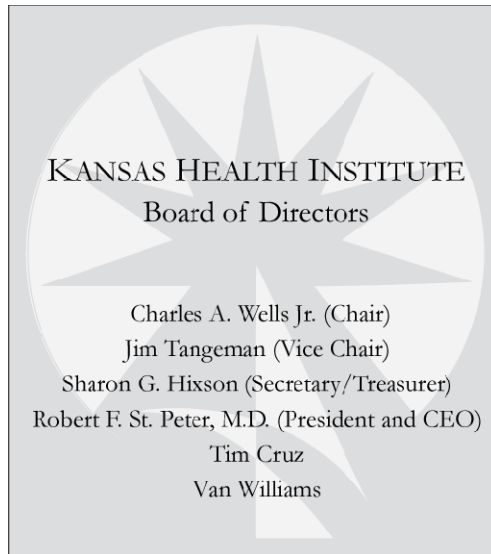 KANSAS HEALTH INSTITUTE
Board of Directors
Charles A. Wells Jr. (Chair)
Jim Tangeman (Vice Chair)
Sharon G. Hixson (Secretary/Treasurer)
Robert F. St. Peter, M.D. (President and CEO)
Tim Cruz
Van Williams